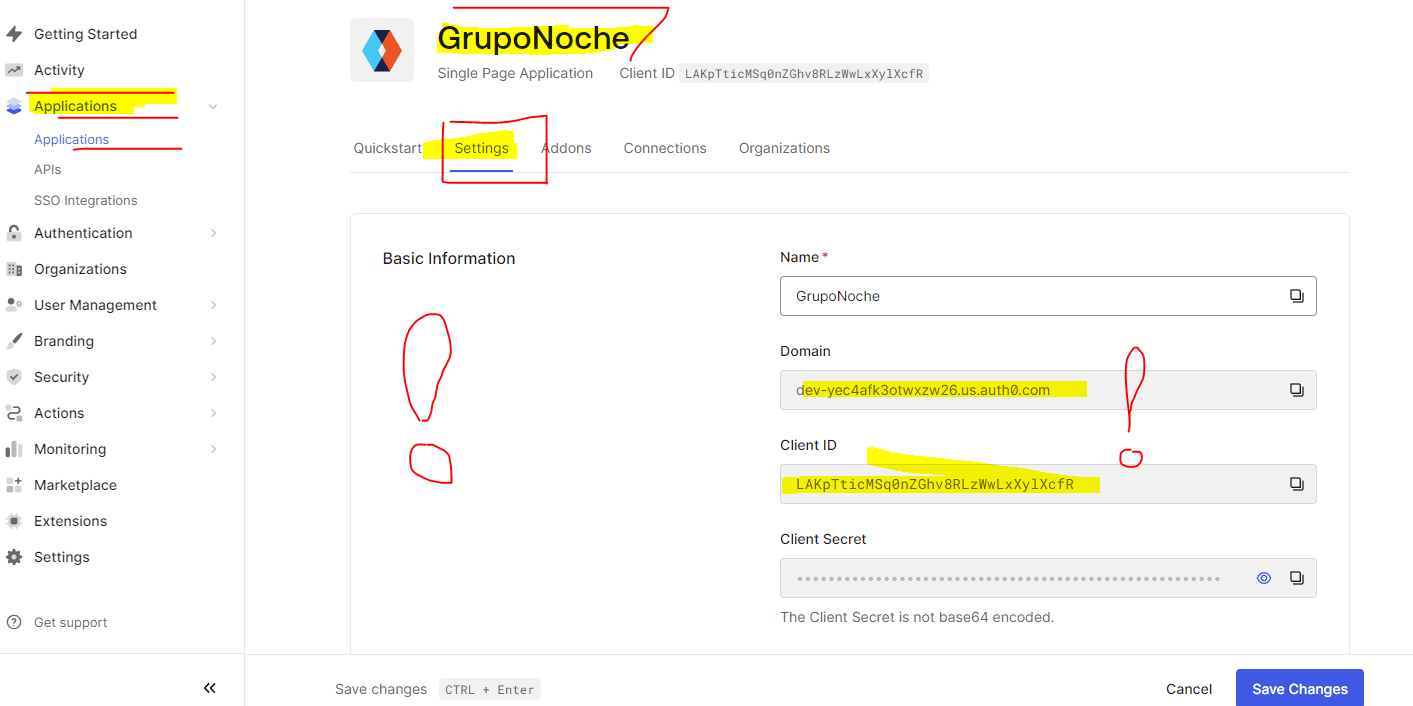 Getting Started
Activity
Applications
Applications
APIs
SSO Integrations
Authentication
Organizations
User Management
Branding
Security
Actions
Monitoring
Marketplace
Extensions
Settings
Get support
GrupoNoche
Single Page Application Client ID LAKpTticMSq0nZGhv8RLzWwLxXylXcfR
Quickstart Settings Addons Connections Organizations
Basic Information
Name *
GrupoNoche
Domain
dev-yec4afk3otwxzw26.us.auth0.com
Client ID
LAKpTticMSq0nZGhv8RLzWwLxXylXcfR
Client Secret
The Client Secret is not base64 encoded.
Save changes CTRL + Enter Cancel Save Changes